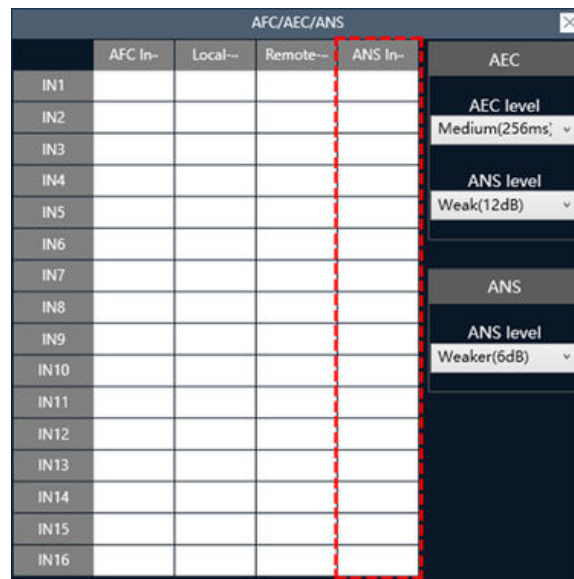 AFC/AEC/ANS
AFC In-- Local--- Remote--- ANS In-- AEC
IN1
AEC level
IN2
Medium(256ms)
IN3
IN4
ANS level
IN5
Weak(12dB)
IN6
IN7
ANS
IN8
IN9
ANS level
IN10
Weaker(6dB)
IN11
IN12
IN13
IN14
IN15
IN16